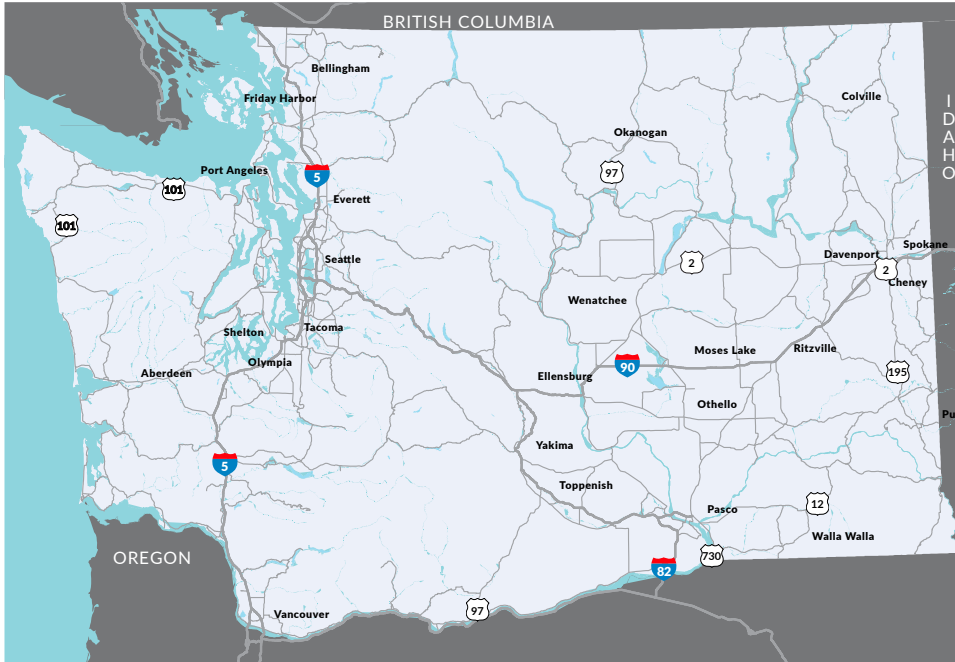 BRITISH COLUMBIA
Bellingham
Friday Harbor
Colville
I
D
A
H
O
Okanogan
Port Angeles
5
97
101
101
Everett
Spokane
Seattle
Davenport
2
2
Cheney
Wenatchee
Shelton
Tacoma
Moses Lake
Ritzville
Olympia
90
Aberdeen
Ellensburg
195
Othello
Pu
Yakima
5
Toppenish
12
Pasco
Walla Walla
OREGON
730
82
97
Vancouver